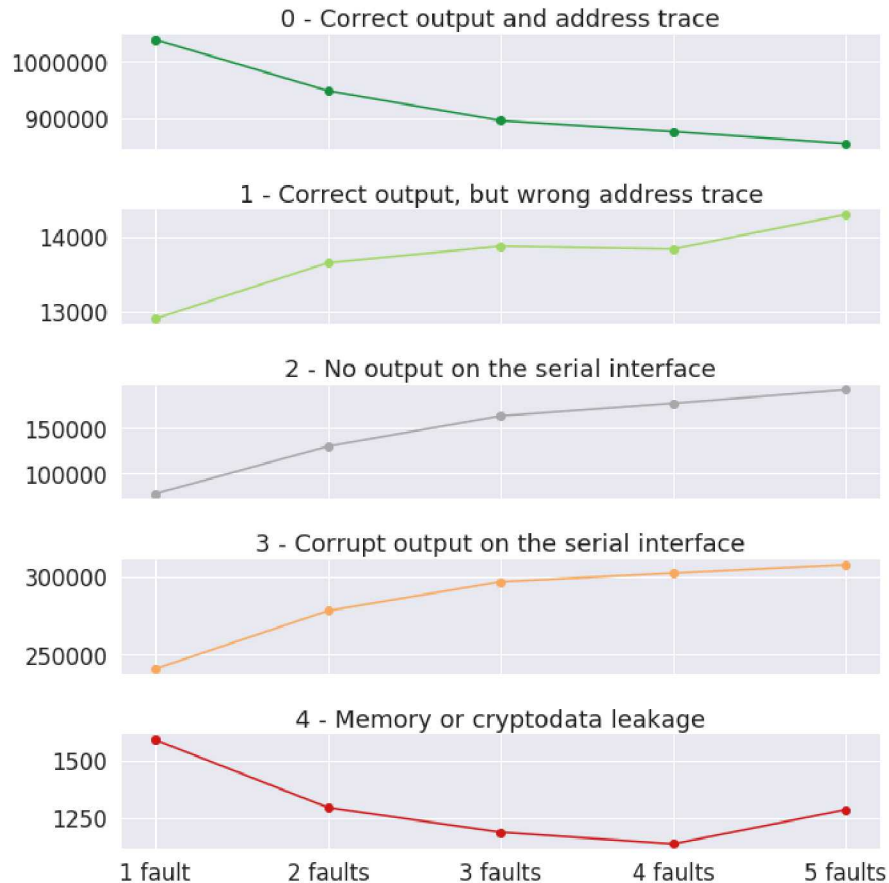 0 - Correct output and address trace
1000000
900000
1 - Correct output, but wrong address trace
14000
13000
2 - No output on the serial interface
150000
100000
3 - Corrupt output on the serial interface
300000
250000
4 - Memory or cryptodata leakage
1500
1250
1 fault 2 faults 3 faults 4 faults 5 faults